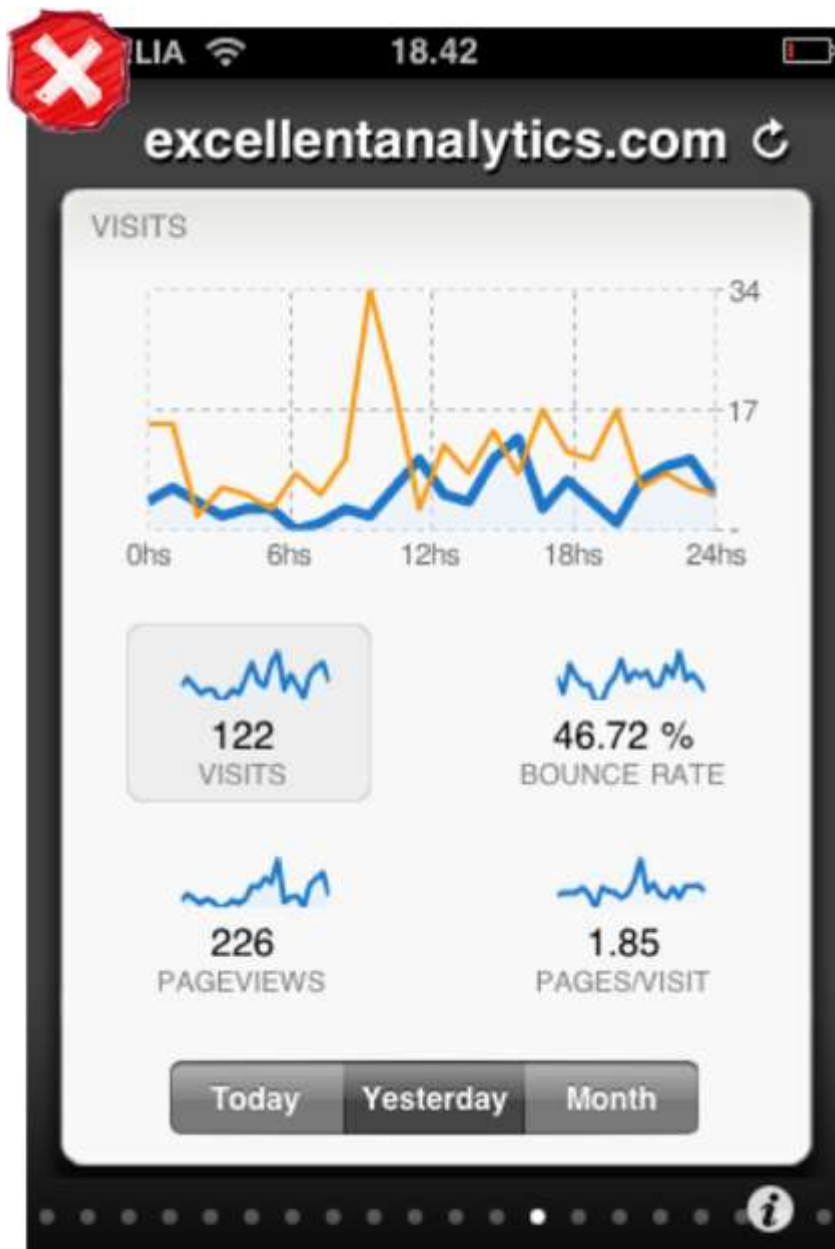 18.42
excellentanalytics.com
VISITS
34
17
0hs 6hs 12hs 18hs 24hs
122 46.72 %
VISITS BOUNCE RATE
226 1.85
PAGEVIEWS PAGES/VISIT
Today Yesterday Month
i